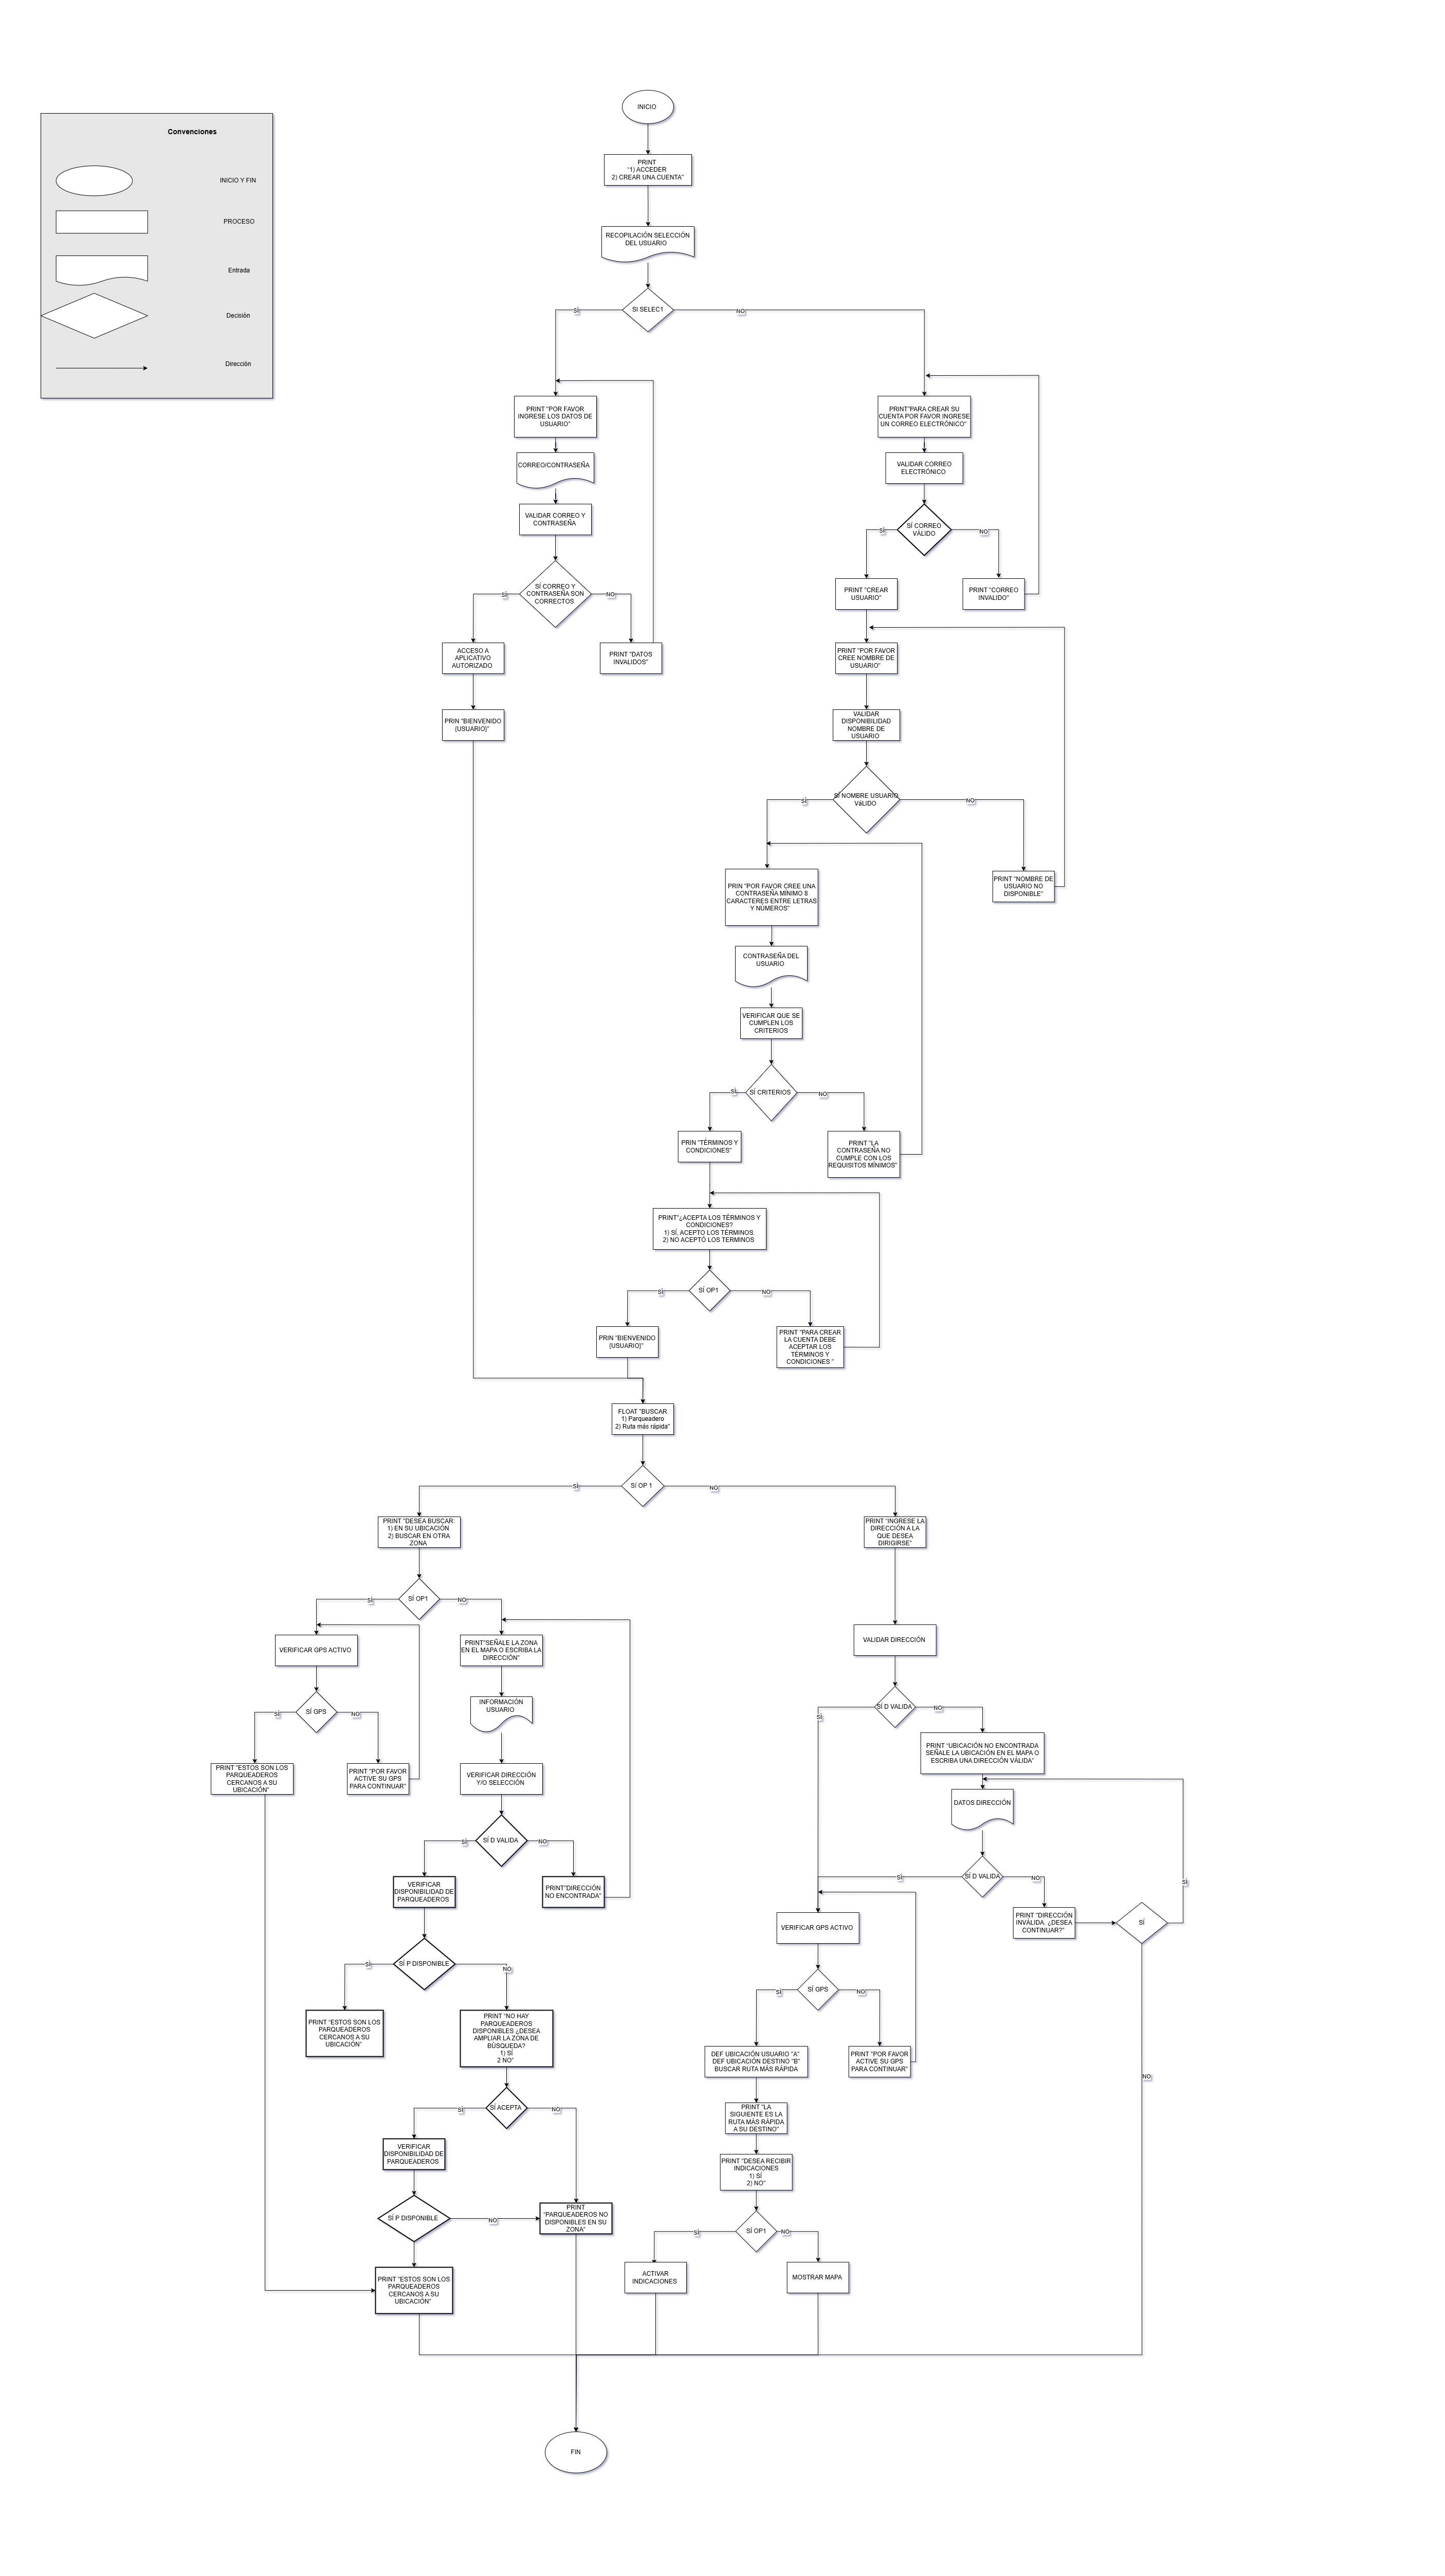 Convenciones
INICIO Y FIN
PROCESO
Entrada
Decisión
Dirección
INICIO
PRINT
"1) ACCEDER
2) CREAR UNA CUENTA"
RECOPILACIÓN SELECCIÓN
DEL USUARIO
SI SELEC1
SÍ
NO
PRINT "POR FAVOR
INGRESE LOS DATOS DE
USUARIO"
CORREO/CONTRASEÑA
VALIDAR CORREO Y
CONTRASEÑA
SÍ CORREO Y
CONTRASEÑA SON
CORRECTOS
SÍ
NO
ACCESO A
APLICATIVO
AUTORIZADO
PRINT "DATOS
INVALIDOS"
PRIN "BIENVENIDO
{USUARIO}"
PRINT"PARA CREAR SU
CUENTA POR FAVOR INGRESE
UN CORREO ELECTRÓNICO"
VALIDAR CORREO
ELECTRÓNICO
SÍ CORREO
VÁLIDO
SÍ
NO
PRINT "CREAR
USUARIO"
PRINT "CORREO
INVALIDO"
PRINT "POR FAVOR
CREE NOMBRE DE
USUARIO"
VALIDAR
DISPONIBILIDAD
NOMBRE DE
USUARIO
SÍ NOMBRE USUARIO
VáLIDO
SÍ
NO
PRINT "NOMBRE DE
USUARIO NO
DISPONIBLE"
PRIN "POR FAVOR CREE UNA
CONTRASEÑA MÍNIMO 8
CARACTERES ENTRE LETRAS
Y NÚMEROS"
CONTRASEÑA DEL
USUARIO
VERIFICAR QUE SE
CUMPLEN LOS
CRITERIOS
SÍ CRITERIOS
SÍ
NO
PRIN "TÉRMINOS Y
CONDICIONES"
PRINT "LA
CONTRASEÑA NO
CUMPLE CON LOS
REQUISITOS MÍNIMOS"
PRINT"¿ACEPTA LOS TÉRMINOS Y
CONDICIONES?
1) SÍ, ACEPTO LOS TÉRMINOS.
2) NO ACEPTÓ LOS TERMINOS
SÍ OP1
SÍ
NO
PRIN "BIENVENIDO
{USUARIO}"
PRINT "PARA CREAR
LA CUENTA DEBE
ACEPTAR LOS
TÉRMINOS Y
CONDICIONES "
FLOAT "BUSCAR
1) Parqueadero
2) Ruta más rápida"
SÍ OP 1
SÍ
NO
PRINT "DESEA BUSCAR:
1) EN SU UBICACIÓN
2) BUSCAR EN OTRA
ZONA
SÍ OP1
SÍ
NO
VERIFICAR GPS ACTIVO
SÍ GPS
SÍ
NO
PRINT "ESTOS SON LOS
PARQUEADEROS
CERCANOS A SU
UBICACIÓN"
PRINT "POR FAVOR
ACTIVE SU GPS
PARA CONTINUAR"
PRINT"SEÑALE LA ZONA
EN EL MAPA O ESCRIBA LA
DIRECCIÓN"
INFORMACIÓN
USUARIO
VERIFICAR DIRECCIÓN
Y/O SELECCIÓN
SÍ D VALIDA
SÍ
NO
VERIFICAR
DISPONIBILIDAD DE
PARQUEADEROS
PRINT"DIRECCIÓN
NO ENCONTRADA"
SÍ P DISPONIBLE
SÍ
NO
PRINT "ESTOS SON LOS
PARQUEADEROS
CERCANOS A SU
UBICACIÓN"
PRINT "NO HAY
PARQUEADEROS
DISPONIBLES ¿DESEA
AMPLIAR LA ZONA DE
BÚSQUEDA?
1) SÍ
2 NO"
SÍ ACEPTA
SÍ
NO
VERIFICAR
DISPONIBILIDAD DE
PARQUEADEROS
SÍ P DISPONIBLE
NO
PRINT
"PARQUEADEROS NO
DISPONIBLES EN SU
ZONA"
PRINT "ESTOS SON LOS
PARQUEADEROS
CERCANOS A SU
UBICACIÓN"
PRINT "INGRESE LA
DIRECCIÓN A LA
QUE DESEA
DIRIGIRSE"
VALIDAR DIRECCIÓN
SÍ D VALIDA
SÍ
NO
PRINT "UBICACIÓN NO ENCONTRADA
SEÑALE LA UBICACIÓN EN EL MAPA O
ESCRIBA UNA DIRECCIÓN VÁLIDA"
DATOS DIRECCIÓN
SÍ D VALIDA
SÍ
NO
PRINT "DIRECCIÓN
INVÁLIDA. ¿DESEA
CONTINUAR?"
SÍ
SÍ
NO
VERIFICAR GPS ACTIVO
SÍ GPS
SÍ
NO
DEF UBICACIÓN USUARIO "A"
DEF UBICACIÓN DESTINO "B"
BUSCAR RUTA MÁS RÁPIDA
PRINT "POR FAVOR
ACTIVE SU GPS
PARA CONTINUAR"
PRINT "LA
SIGUIENTE ES LA
RUTA MÁS RÁPIDA
A SU DESTINO"
PRINT "DESEA RECIBIR
INDICACIONES
1) SÍ
2) NO"
SÍ OP1
SÍ
NO
ACTIVAR
INDICACIONES
MOSTRAR MAPA
FIN